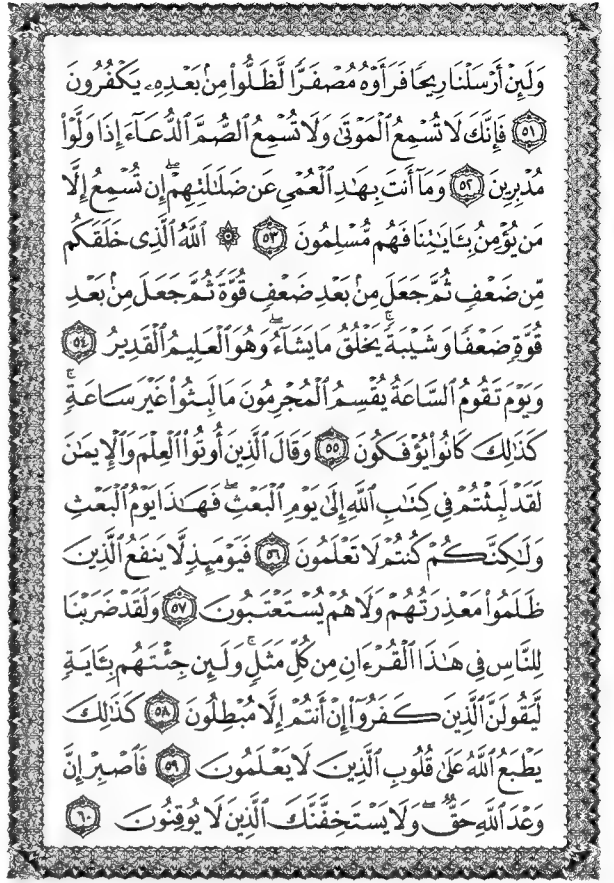 وَلَئِنْ أَرْسَلْنَا رِيحًا فَرَأَوْهُ مُصْفَرًّا لَّظَلُّوا۟ مِنۢ بَعْدِهِۦ يَكْفُرُونَ
﴿٥١﴾ فَإِنَّكَ لَا تُسْمِعُ ٱلْمَوْتَىٰ وَلَا تُسْمِعُ ٱلصُّمَّ ٱلدُّعَآءَ إِذَا وَلَّوْا۟
مُدْبِرِينَ ﴿٥٢﴾ وَمَآ أَنتَ بِهَـٰدِ ٱلْعُمْىِ عَن ضَلَـٰلَتِهِمْ ۖ إِن تُسْمِعُ إِلَّا
مَن يُؤْمِنُ بِـَٔايَـٰتِنَا فَهُم مُّسْلِمُونَ ﴿٥٣﴾ ۞ ٱللَّهُ ٱلَّذِى خَلَقَكُم
مِّن ضَعْفٍ ثُمَّ جَعَلَ مِنۢ بَعْدِ ضَعْفٍ قُوَّةً ثُمَّ جَعَلَ مِنۢ بَعْدِ
قُوَّةٍ ضَعْفًا وَشَيْبَةً ۚ يَخْلُقُ مَا يَشَآءُ ۖ وَهُوَ ٱلْعَلِيمُ ٱلْقَدِيرُ ﴿٥٤﴾
وَيَوْمَ تَقُومُ ٱلسَّاعَةُ يُقْسِمُ ٱلْمُجْرِمُونَ مَا لَبِثُوا۟ غَيْرَ سَاعَةٍ ۚ
كَذَٰلِكَ كَانُوا۟ يُؤْفَكُونَ ﴿٥٥﴾ وَقَالَ ٱلَّذِينَ أُوتُوا۟ ٱلْعِلْمَ وَٱلْإِيمَـٰنَ
لَقَدْ لَبِثْتُمْ فِى كِتَـٰبِ ٱللَّهِ إِلَىٰ يَوْمِ ٱلْبَعْثِ ۖ فَهَـٰذَا يَوْمُ ٱلْبَعْثِ
وَلَـٰكِنَّكُمْ كُنتُمْ لَا تَعْلَمُونَ ﴿٥٦﴾ فَيَوْمَئِذٍ لَّا يَنفَعُ ٱلَّذِينَ
ظَلَمُوا۟ مَعْذِرَتُهُمْ وَلَا هُمْ يُسْتَعْتَبُونَ ﴿٥٧﴾ وَلَقَدْ ضَرَبْنَا
لِلنَّاسِ فِى هَـٰذَا ٱلْقُرْءَانِ مِن كُلِّ مَثَلٍ ۚ وَلَئِن جِئْتَهُم بِـَٔايَةٍ
لَّيَقُولَنَّ ٱلَّذِينَ كَفَرُوٓا۟ إِنْ أَنتُمْ إِلَّا مُبْطِلُونَ ﴿٥٨﴾ كَذَٰلِكَ
يَطْبَعُ ٱللَّهُ عَلَىٰ قُلُوبِ ٱلَّذِينَ لَا يَعْلَمُونَ ﴿٥٩﴾ فَٱصْبِرْ إِنَّ
وَعْدَ ٱللَّهِ حَقٌّ ۖ وَلَا يَسْتَخِفَّنَّكَ ٱلَّذِينَ لَا يُوقِنُونَ ﴿٦٠﴾